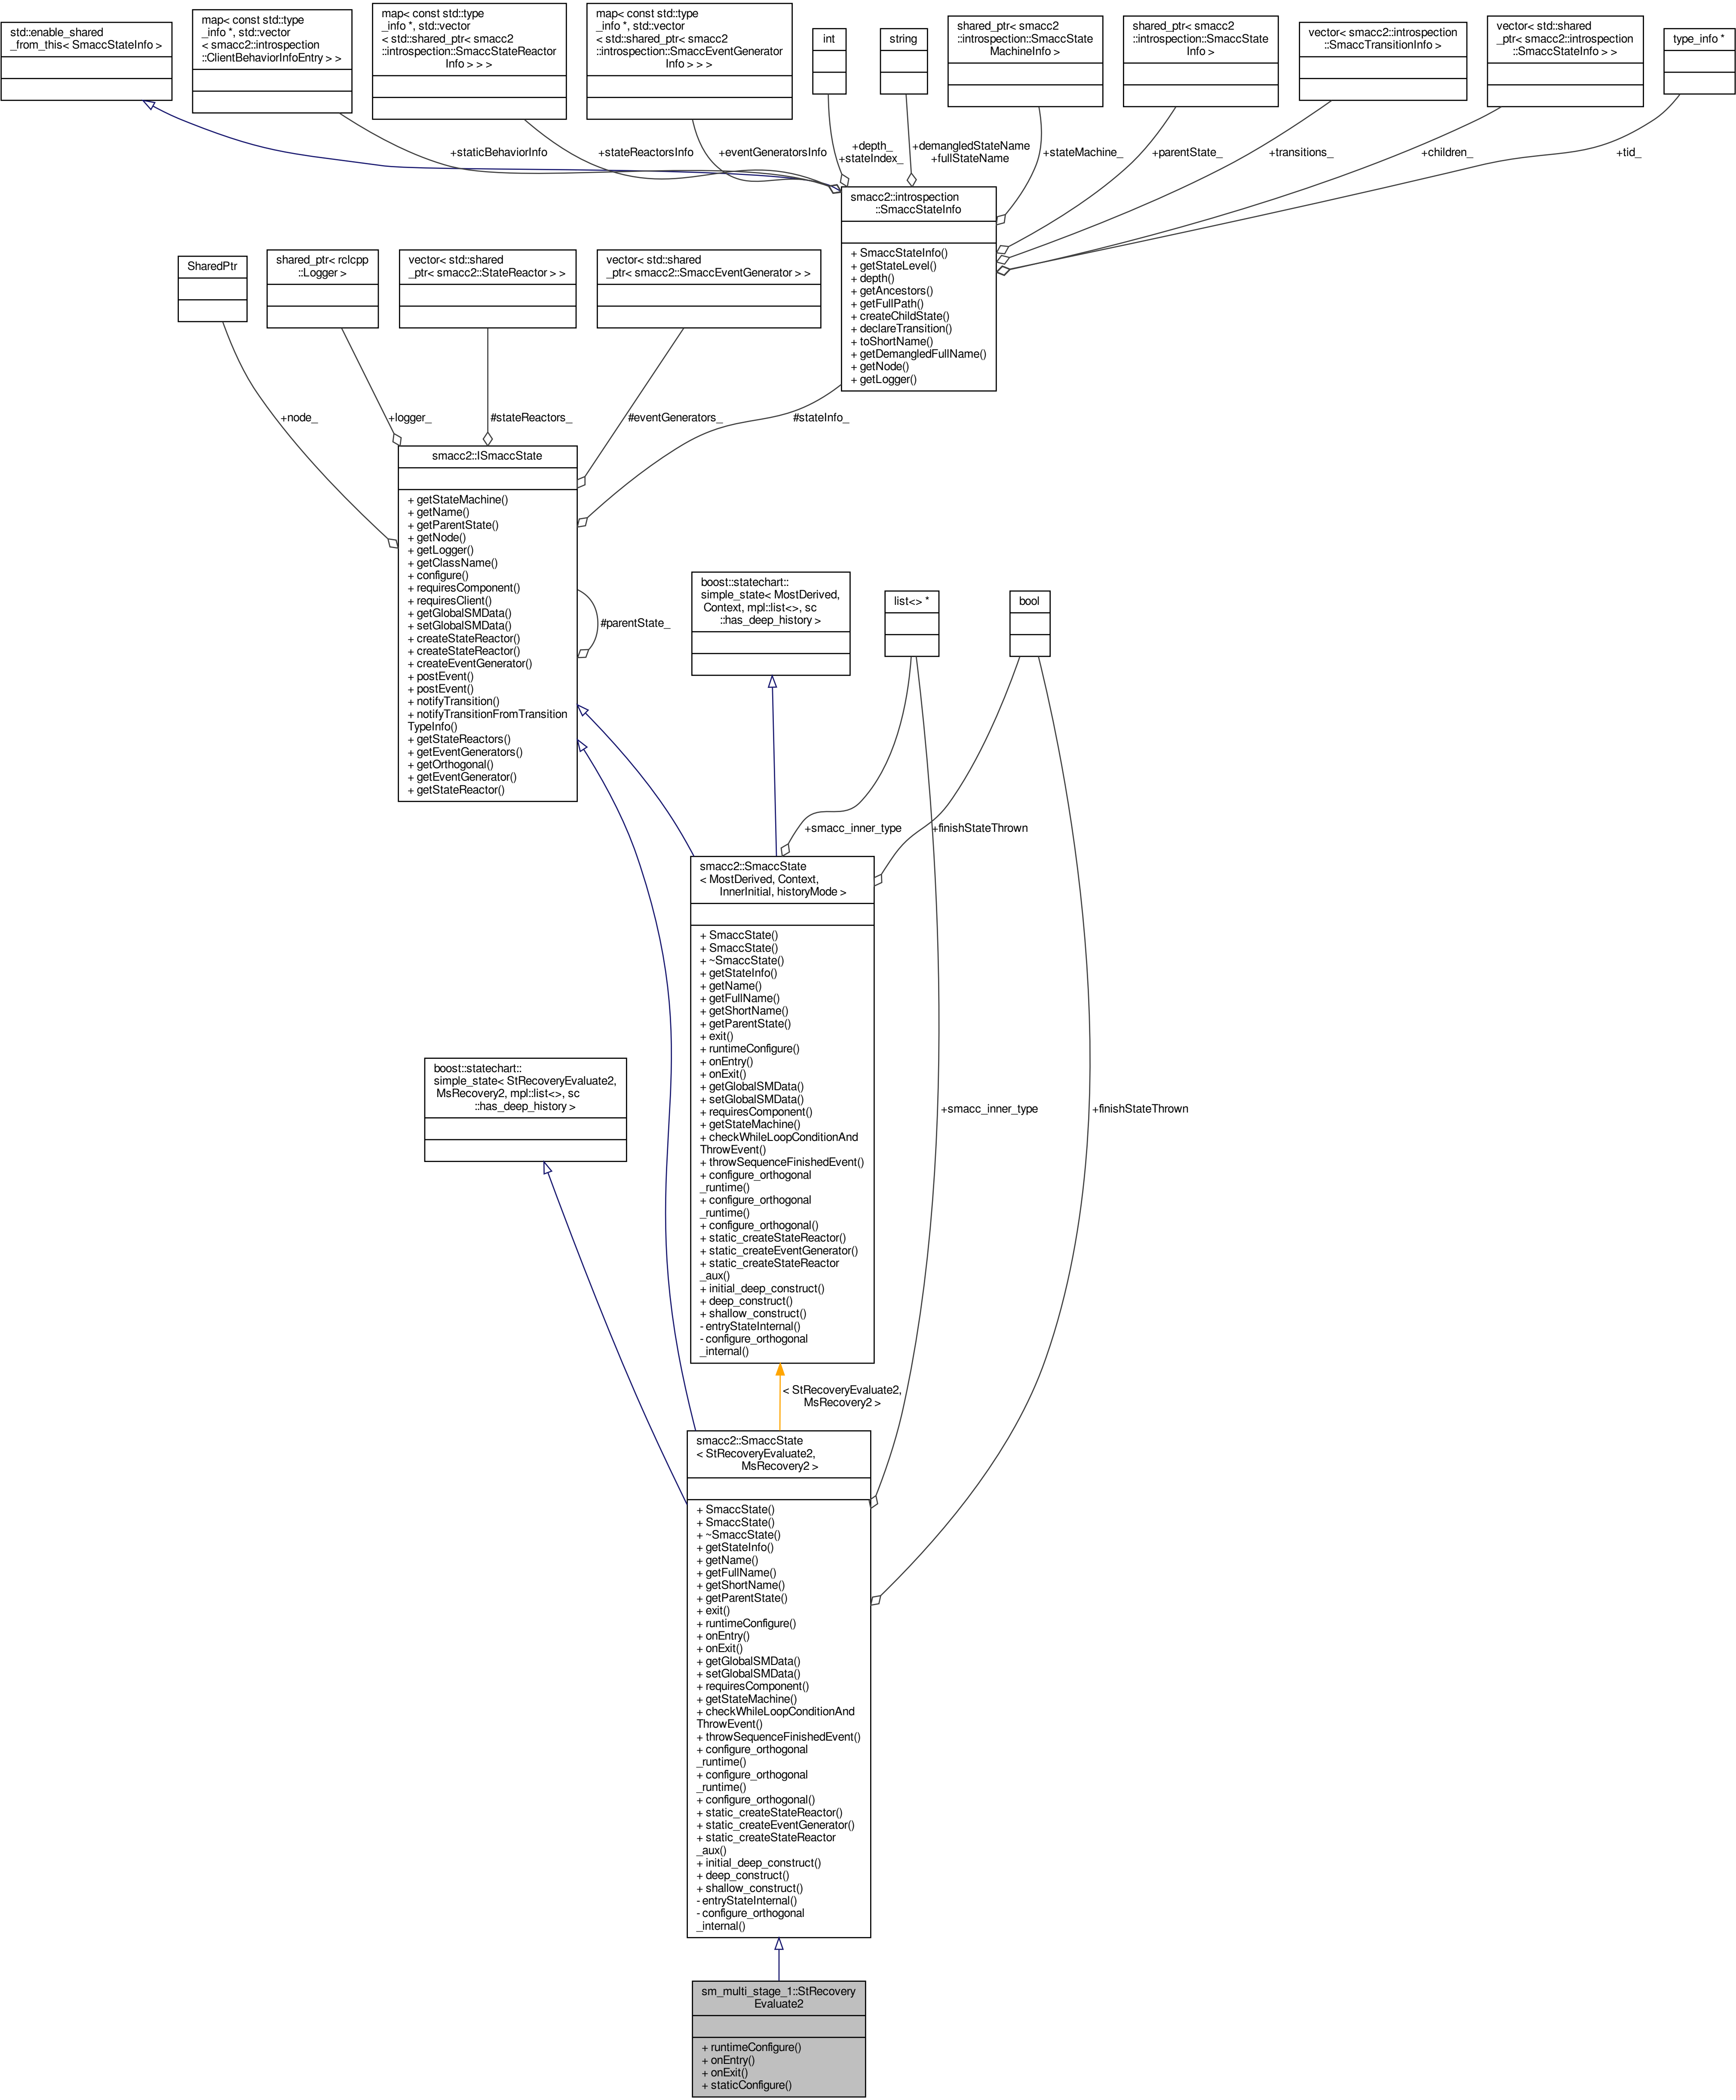 std::enable_shared
_from_this< SmaccStateInfo >
map< const std::type
_info *, std::vector
< smacc2::introspection
::ClientBehaviorInfoEntry > >
map< const std::type
_info *, std::vector
< std::shared_ptr< smacc2
::introspection::SmaccStateReactor
Info > > >
map< const std::type
_info *, std::vector
< std::shared_ptr< smacc2
::introspection::SmaccEventGenerator
Info > > >
int
string
shared_ptr< smacc2
::introspection::SmaccState
MachineInfo >
shared_ptr< smacc2
::introspection::SmaccState
Info >
vector< smacc2::introspection
::SmaccTransitionInfo >
vector< std::shared
_ptr< smacc2::introspection
::SmaccStateInfo > >
type_info *
+staticBehaviorInfo
+stateReactorsInfo
+eventGeneratorsInfo
+depth_
+stateIndex_
+demangledStateName
+fullStateName
+stateMachine_
+parentState_
+transitions_
+children_
+tid_
smacc2::introspection
::SmaccStateInfo
+ SmaccStateInfo()
+ getStateLevel()
+ depth()
+ getAncestors()
+ getFullPath()
+ createChildState()
+ declareTransition()
+ toShortName()
+ getDemangledFullName()
+ getNode()
+ getLogger()
SharedPtr
shared_ptr< rclcpp
::Logger >
vector< std::shared
_ptr< smacc2::StateReactor > >
vector< std::shared
_ptr< smacc2::SmaccEventGenerator > >
+node_
+logger_
#stateReactors_
#eventGenerators_
#stateInfo_
smacc2::ISmaccState
+ getStateMachine()
+ getName()
+ getParentState()
+ getNode()
+ getLogger()
+ getClassName()
+ configure()
+ requiresComponent()
+ requiresClient()
+ getGlobalSMData()
+ setGlobalSMData()
+ createStateReactor()
+ createStateReactor()
+ createEventGenerator()
+ postEvent()
+ postEvent()
+ notifyTransition()
+ notifyTransitionFromTransition
TypeInfo()
+ getStateReactors()
+ getEventGenerators()
+ getOrthogonal()
+ getEventGenerator()
+ getStateReactor()
#parentState_
boost::statechart::
simple_state< MostDerived,
Context, mpl::list<>, sc
::has_deep_history >
list<> *
bool
+smacc_inner_type
+finishStateThrown
smacc2::SmaccState
< MostDerived, Context,
InnerInitial, historyMode >
+ SmaccState()
+ SmaccState()
+ ~SmaccState()
+ getStateInfo()
+ getName()
+ getFullName()
+ getShortName()
+ getParentState()
+ exit()
+ runtimeConfigure()
+ onEntry()
+ onExit()
+ getGlobalSMData()
+ setGlobalSMData()
+ requiresComponent()
+ getStateMachine()
+ checkWhileLoopConditionAnd
ThrowEvent()
+ throwSequenceFinishedEvent()
+ configure_orthogonal
_runtime()
+ configure_orthogonal
_runtime()
+ configure_orthogonal()
+ static_createStateReactor()
+ static_createEventGenerator()
+ static_createStateReactor
_aux()
+ initial_deep_construct()
+ deep_construct()
+ shallow_construct()
- entryStateInternal()
- configure_orthogonal
_internal()
boost::statechart::
simple_state< StRecoveryEvaluate2,
MsRecovery2, mpl::list<>, sc
::has_deep_history >
+smacc_inner_type
+finishStateThrown
< StRecoveryEvaluate2,
MsRecovery2 >
smacc2::SmaccState
< StRecoveryEvaluate2,
MsRecovery2 >
+ SmaccState()
+ SmaccState()
+ ~SmaccState()
+ getStateInfo()
+ getName()
+ getFullName()
+ getShortName()
+ getParentState()
+ exit()
+ runtimeConfigure()
+ onEntry()
+ onExit()
+ getGlobalSMData()
+ setGlobalSMData()
+ requiresComponent()
+ getStateMachine()
+ checkWhileLoopConditionAnd
ThrowEvent()
+ throwSequenceFinishedEvent()
+ configure_orthogonal
_runtime()
+ configure_orthogonal
_runtime()
+ configure_orthogonal()
+ static_createStateReactor()
+ static_createEventGenerator()
+ static_createStateReactor
_aux()
+ initial_deep_construct()
+ deep_construct()
+ shallow_construct()
- entryStateInternal()
- configure_orthogonal
_internal()
sm_multi_stage_1::StRecovery
Evaluate2
+ runtimeConfigure()
+ onEntry()
+ onExit()
+ staticConfigure()